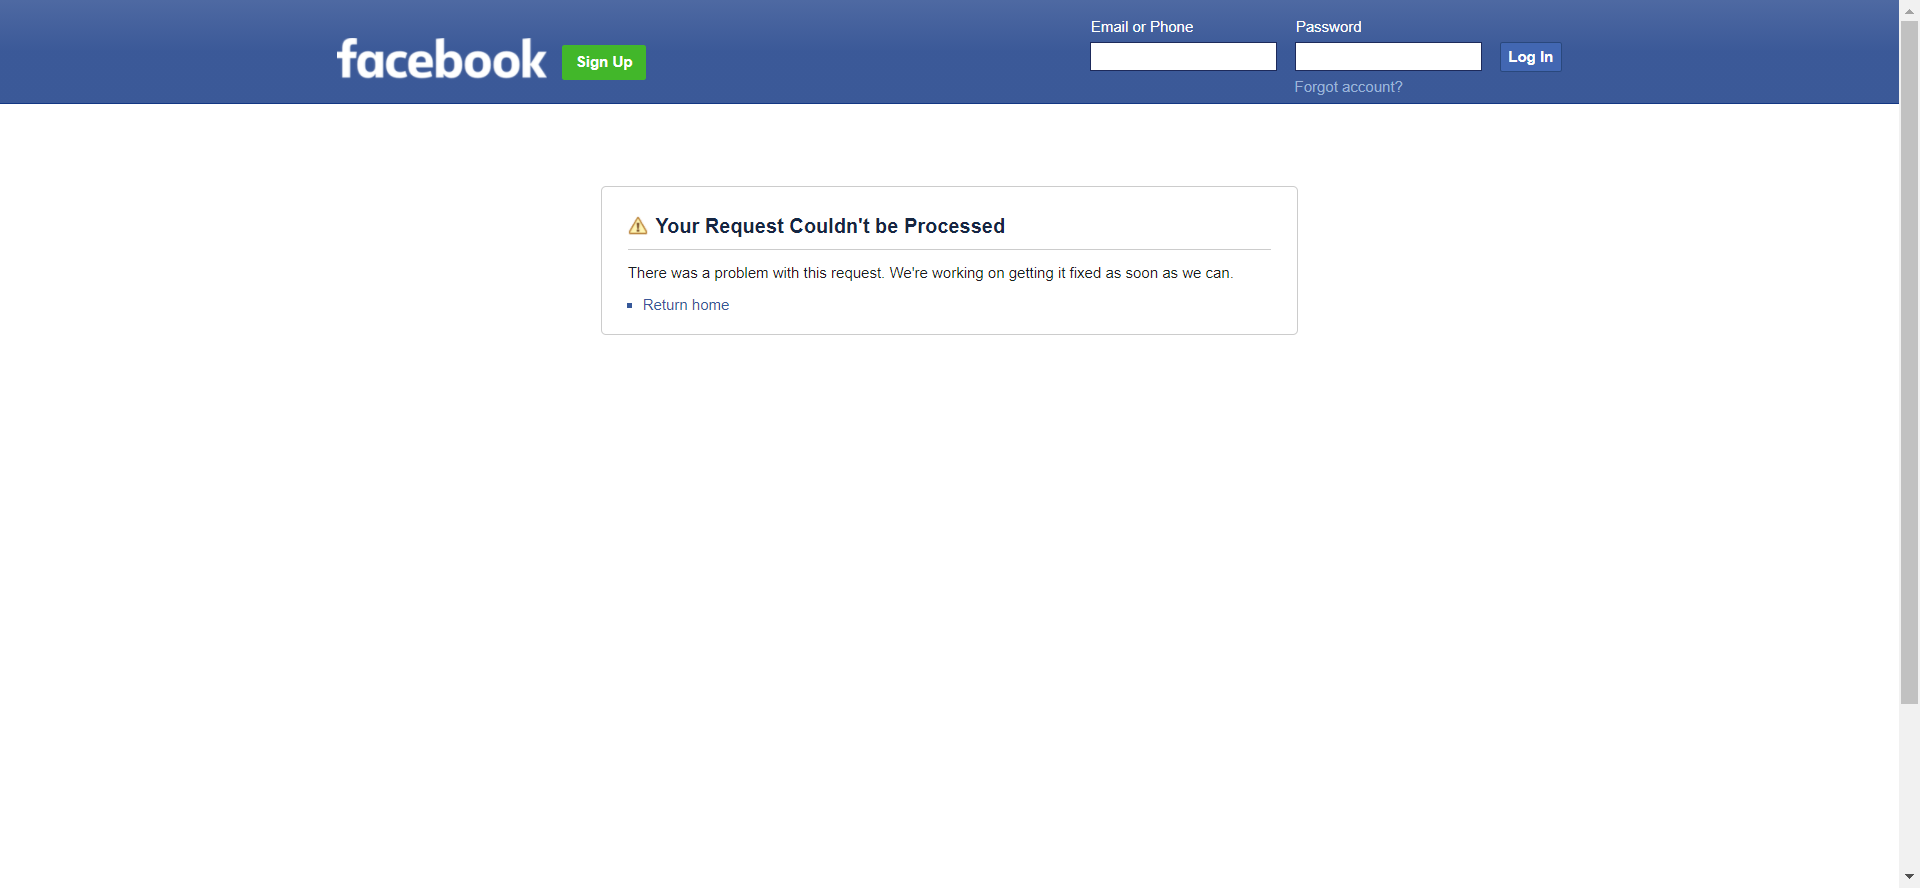 facebook
Sign Up
Email or Phone
Password
Log In
Forgot account?
Your Request Couldn't be Processed
There was a problem with this request. We're working on getting it fixed as soon as we can.
Return home